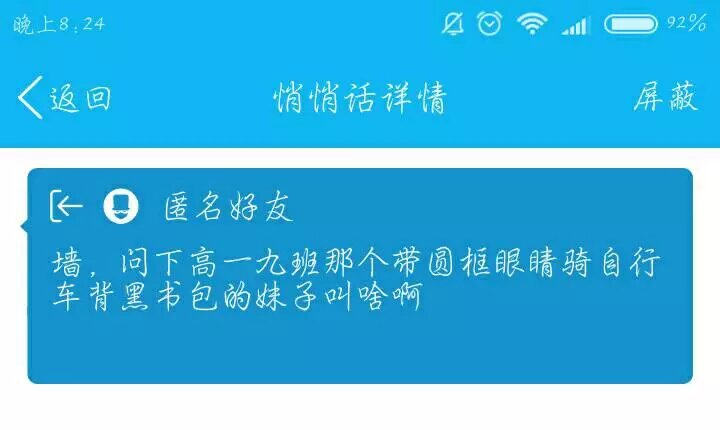 晚上8:24 92%
返回 悄悄话详情 屏蔽
匿名好友
墙，问下高一九班那个带圆框眼睛骑自行
车背黑书包的妹子叫啥啊